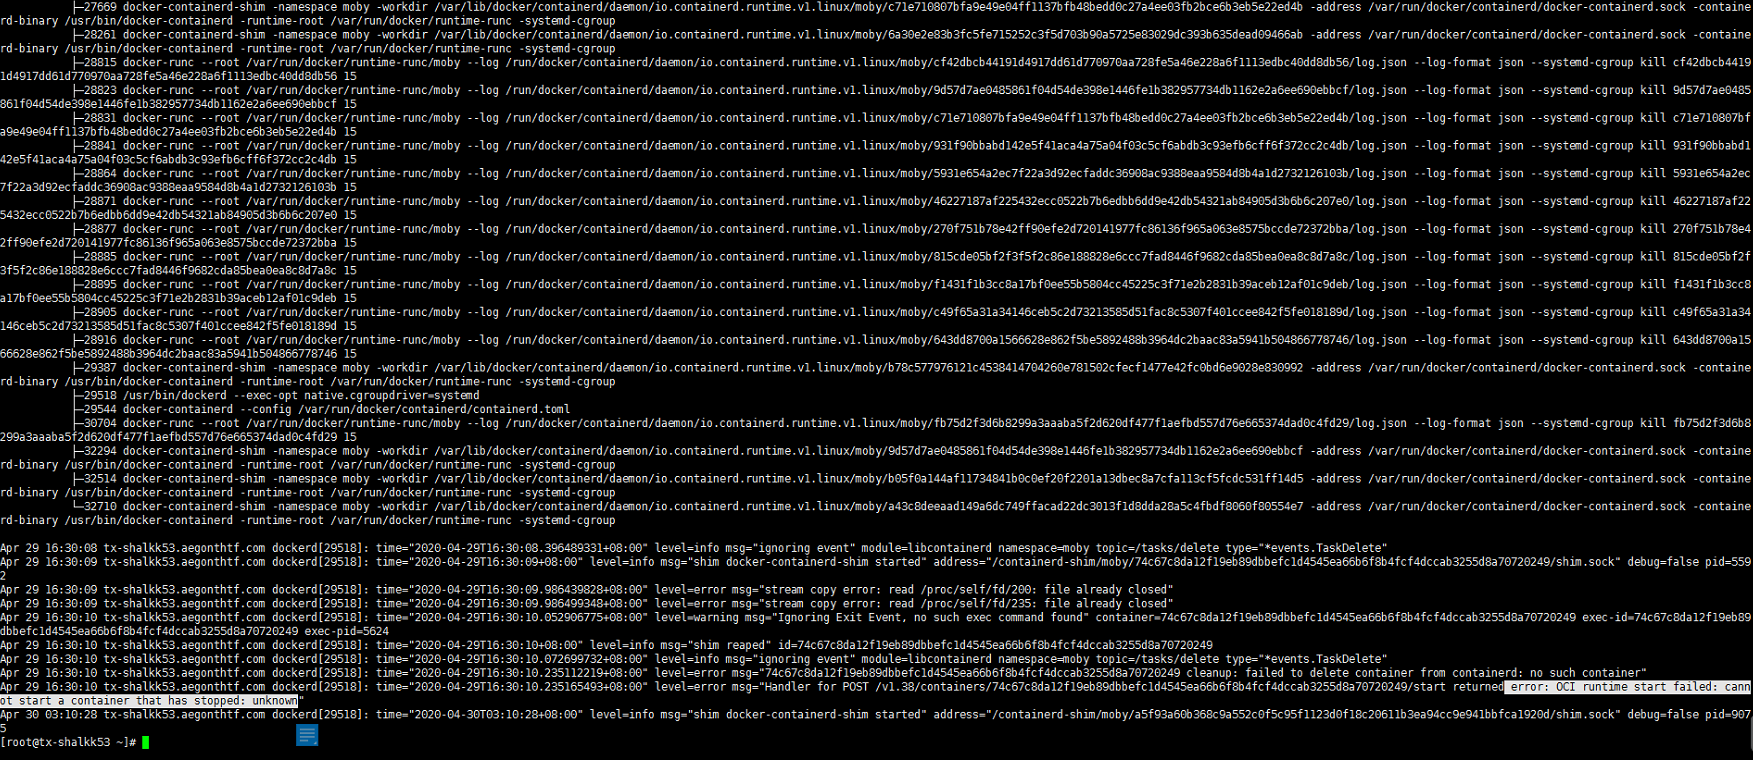 ├─27669 docker-containerd-shim -namespace moby -workdir /var/lib/docker/containerd/daemon/io.containerd.runtime.v1.linux/moby/c71e710807bfa9e49e04ff1137bfb48bedd0c27a4ee03fb2bce6b3eb5e22ed4b -address /var/run/docker/containerd/docker-containerd.sock -containe
rd-binary /usr/bin/docker-containerd -runtime-root /var/run/docker/runtime-runc -systemd-cgroup
├─28261 docker-containerd-shim -namespace moby -workdir /var/lib/docker/containerd/daemon/io.containerd.runtime.v1.linux/moby/6a30e2e83b3fc5fe715252c3f5d703b90a5725e83029dc393b635dead09466ab -address /var/run/docker/containerd/docker-containerd.sock -containe
rd-binary /usr/bin/docker-containerd -runtime-root /var/run/docker/runtime-runc -systemd-cgroup
├─28815 docker-runc --root /var/run/docker/runtime-runc/moby --log /run/docker/containerd/daemon/io.containerd.runtime.v1.linux/moby/cf42dbcb44191d4917dd61d770970aa728fe5a46e228a6f1113edbc40dd8db56/log.json --log-format json --systemd-cgroup kill cf42dbcb4419
1d4917dd61d770970aa728fe5a46e228a6f1113edbc40dd8db56 15
├─28823 docker-runc --root /var/run/docker/runtime-runc/moby --log /run/docker/containerd/daemon/io.containerd.runtime.v1.linux/moby/9d57d7ae0485861f04d54de398e1446fe1b382957734db1162e2a6ee690ebbcf/log.json --log-format json --systemd-cgroup kill 9d57d7ae0485
861f04d54de398e1446fe1b382957734db1162e2a6ee690ebbcf 15
├─28831 docker-runc --root /var/run/docker/runtime-runc/moby --log /run/docker/containerd/daemon/io.containerd.runtime.v1.linux/moby/c71e710807bfa9e49e04ff1137bfb48bedd0c27a4ee03fb2bce6b3eb5e22ed4b/log.json --log-format json --systemd-cgroup kill c71e710807bf
a9e49e04ff1137bfb48bedd0c27a4ee03fb2bce6b3eb5e22ed4b 15
├─28841 docker-runc --root /var/run/docker/runtime-runc/moby --log /run/docker/containerd/daemon/io.containerd.runtime.v1.linux/moby/931f90bbabd142e5f41aca4a75a04f03c5cf6abdb3c93efb6cff6f372cc2c4db/log.json --log-format json --systemd-cgroup kill 931f90bbabd1
42e5f41aca4a75a04f03c5cf6abdb3c93efb6cff6f372cc2c4db 15
├─28864 docker-runc --root /var/run/docker/runtime-runc/moby --log /run/docker/containerd/daemon/io.containerd.runtime.v1.linux/moby/5931e654a2ec7f22a3d92ecfaddc36908ac9388eaa9584d8b4a1d2732126103b/log.json --log-format json --systemd-cgroup kill 5931e654a2ec
7f22a3d92ecfaddc36908ac9388eaa9584d8b4a1d2732126103b 15
├─28871 docker-runc --root /var/run/docker/runtime-runc/moby --log /run/docker/containerd/daemon/io.containerd.runtime.v1.linux/moby/46227187af225432ecc0522b7b6edbb6dd9e42db54321ab84905d3b6b6c207e0/log.json --log-format json --systemd-cgroup kill 46227187af22
5432ecc0522b7b6edbb6dd9e42db54321ab84905d3b6b6c207e0 15
├─28877 docker-runc --root /var/run/docker/runtime-runc/moby --log /run/docker/containerd/daemon/io.containerd.runtime.v1.linux/moby/270f751b78e42ff90efe2d720141977fc86136f965a063e8575bccde72372bba/log.json --log-format json --systemd-cgroup kill 270f751b78e4
2ff90efe2d720141977fc86136f965a063e8575bccde72372bba 15
├─28885 docker-runc --root /var/run/docker/runtime-runc/moby --log /run/docker/containerd/daemon/io.containerd.runtime.v1.linux/moby/815cde05bf2f3f5f2c86e188828e6ccc7fad8446f9682cda85bea0ea8c8d7a8c/log.json --log-format json --systemd-cgroup kill 815cde05bf2f
3f5f2c86e188828e6ccc7fad8446f9682cda85bea0ea8c8d7a8c 15
├─28895 docker-runc --root /var/run/docker/runtime-runc/moby --log /run/docker/containerd/daemon/io.containerd.runtime.v1.linux/moby/f1431f1b3cc8a17bf0ee55b5804cc45225c3f71e2b2831b39aceb12af01c9deb/log.json --log-format json --systemd-cgroup kill f1431f1b3cc8
a17bf0ee55b5804cc45225c3f71e2b2831b39aceb12af01c9deb 15
├─28905 docker-runc --root /var/run/docker/runtime-runc/moby --log /run/docker/containerd/daemon/io.containerd.runtime.v1.linux/moby/c49f65a31a34146ceb5c2d73213585d51fac8c5307f401ccee842f5fe018189d/log.json --log-format json --systemd-cgroup kill c49f65a31a34
146ceb5c2d73213585d51fac8c5307f401ccee842f5fe018189d 15
├─28916 docker-runc --root /var/run/docker/runtime-runc/moby --log /run/docker/containerd/daemon/io.containerd.runtime.v1.linux/moby/643dd8700a1566628e862f5be5892488b3964dc2baac83a5941b504866778746/log.json --log-format json --systemd-cgroup kill 643dd8700a15
66628e862f5be5892488b3964dc2baac83a5941b504866778746 15
├─29387 docker-containerd-shim -namespace moby -workdir /var/lib/docker/containerd/daemon/io.containerd.runtime.v1.linux/moby/b78c577976121c4538414704260e781502cfecf1477e42fc0bd6e9028e830992 -address /var/run/docker/containerd/docker-containerd.sock -containe
rd-binary /usr/bin/docker-containerd -runtime-root /var/run/docker/runtime-runc -systemd-cgroup
├─29518 /usr/bin/dockerd --exec-opt native.cgroupdriver=systemd
├─29544 docker-containerd --config /var/run/docker/containerd/containerd.toml
├─30704 docker-runc --root /var/run/docker/runtime-runc/moby --log /run/docker/containerd/daemon/io.containerd.runtime.v1.linux/moby/fb75d2f3d6b8299a3aaaba5f2d620df477f1aefbd557d76e665374dad0c4fd29/log.json --log-format json --systemd-cgroup kill fb75d2f3d6b8
299a3aaaba5f2d620df477f1aefbd557d76e665374dad0c4fd29 15
├─32294 docker-containerd-shim -namespace moby -workdir /var/lib/docker/containerd/daemon/io.containerd.runtime.v1.linux/moby/9d57d7ae0485861f04d54de398e1446fe1b382957734db1162e2a6ee690ebbcf -address /var/run/docker/containerd/docker-containerd.sock -containe
rd-binary /usr/bin/docker-containerd -runtime-root /var/run/docker/runtime-runc -systemd-cgroup
├─32514 docker-containerd-shim -namespace moby -workdir /var/lib/docker/containerd/daemon/io.containerd.runtime.v1.linux/moby/b05f0a144af11734841b0c0ef20f2201a13dbec8a7cfa113cf5fcdc531ff14d5 -address /var/run/docker/containerd/docker-containerd.sock -containe
rd-binary /usr/bin/docker-containerd -runtime-root /var/run/docker/runtime-runc -systemd-cgroup
└─32710 docker-containerd-shim -namespace moby -workdir /var/lib/docker/containerd/daemon/io.containerd.runtime.v1.linux/moby/a43c8deeaad149a6dc749ffacad22dc3013f1d8dda28a5c4fbdf8060f80554e7 -address /var/run/docker/containerd/docker-containerd.sock -containe
rd-binary /usr/bin/docker-containerd -runtime-root /var/run/docker/runtime-runc -systemd-cgroup
Apr 29 16:30:08 tx-shalkk53.aegonthtf.com dockerd[29518]: time="2020-04-29T16:30:08.396489331+08:00" level=info msg="ignoring event" module=libcontainerd namespace=moby topic=/tasks/delete type="*events.TaskDelete"
Apr 29 16:30:09 tx-shalkk53.aegonthtf.com dockerd[29518]: time="2020-04-29T16:30:09+08:00" level=info msg="shim docker-containerd-shim started" address="/containerd-shim/moby/74c67c8da12f19eb89dbbefc1d4545ea66b6f8b4fcf4dccab3255d8a70720249/shim.sock" debug=false pid=559
2
Apr 29 16:30:09 tx-shalkk53.aegonthtf.com dockerd[29518]: time="2020-04-29T16:30:09.986439828+08:00" level=error msg="stream copy error: read /proc/self/fd/200: file already closed"
Apr 29 16:30:09 tx-shalkk53.aegonthtf.com dockerd[29518]: time="2020-04-29T16:30:09.986499348+08:00" level=error msg="stream copy error: read /proc/self/fd/235: file already closed"
Apr 29 16:30:10 tx-shalkk53.aegonthtf.com dockerd[29518]: time="2020-04-29T16:30:10.052906775+08:00" level=warning msg="Ignoring Exit Event, no such exec command found" container=74c67c8da12f19eb89dbbefc1d4545ea66b6f8b4fcf4dccab3255d8a70720249 exec-id=74c67c8da12f19eb89
dbbefc1d4545ea66b6f8b4fcf4dccab3255d8a70720249 exec-pid=5624
Apr 29 16:30:10 tx-shalkk53.aegonthtf.com dockerd[29518]: time="2020-04-29T16:30:10+08:00" level=info msg="shim reaped" id=74c67c8da12f19eb89dbbefc1d4545ea66b6f8b4fcf4dccab3255d8a70720249
Apr 29 16:30:10 tx-shalkk53.aegonthtf.com dockerd[29518]: time="2020-04-29T16:30:10.072699732+08:00" level=info msg="ignoring event" module=libcontainerd namespace=moby topic=/tasks/delete type="*events.TaskDelete"
Apr 29 16:30:10 tx-shalkk53.aegonthtf.com dockerd[29518]: time="2020-04-29T16:30:10.235112219+08:00" level=error msg="74c67c8da12f19eb89dbbefc1d4545ea66b6f8b4fcf4dccab3255d8a70720249 cleanup: failed to delete container from containerd: no such container"
Apr 29 16:30:10 tx-shalkk53.aegonthtf.com dockerd[29518]: time="2020-04-29T16:30:10.235165493+08:00" level=error msg="Handler for POST /v1.38/containers/74c67c8da12f19eb89dbbefc1d4545ea66b6f8b4fcf4dccab3255d8a70720249/start returned error: OCI runtime start failed: cann
ot start a container that has stopped: unknown"
Apr 30 03:10:28 tx-shalkk53.aegonthtf.com dockerd[29518]: time="2020-04-30T03:10:28+08:00" level=info msg="shim docker-containerd-shim started" address="/containerd-shim/moby/a5f93a60b368c9a552c0f5c95f1123d0f18c20611b3ea94cc9e941bbfca1920d/shim.sock" debug=false pid=907
5
[root@tx-shalkk53 ~]#